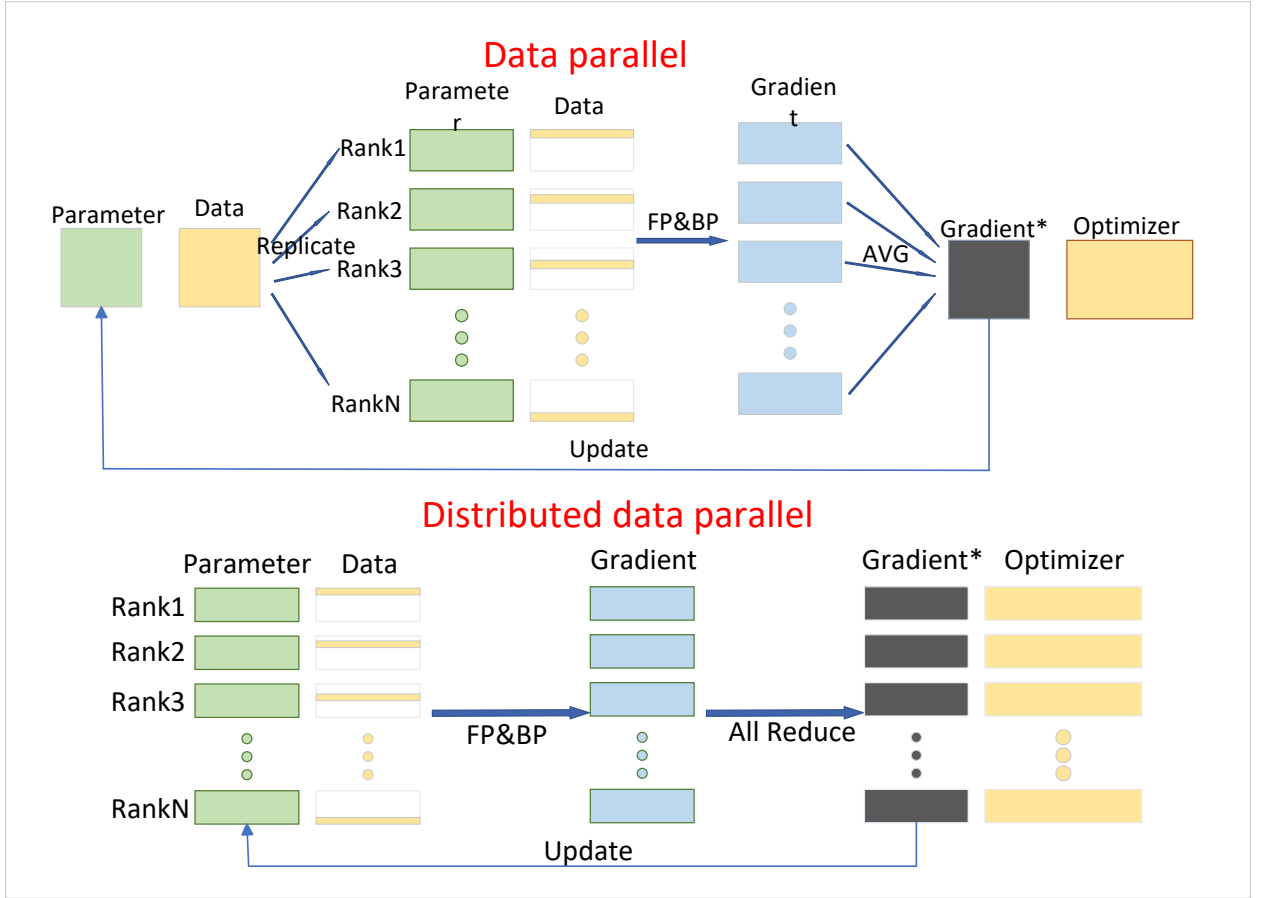 Data parallel
Paramete
r
Data
Gradien
t
Rank1
Rank2
Rank3
RankN
Parameter
Data
Replicate
FP&BP
AVG
Gradient*
Optimizer
Update
Distributed data parallel
Parameter
Data
Gradient
Gradient*
Optimizer
Rank1
Rank2
Rank3
RankN
FP&BP
All Reduce
Update